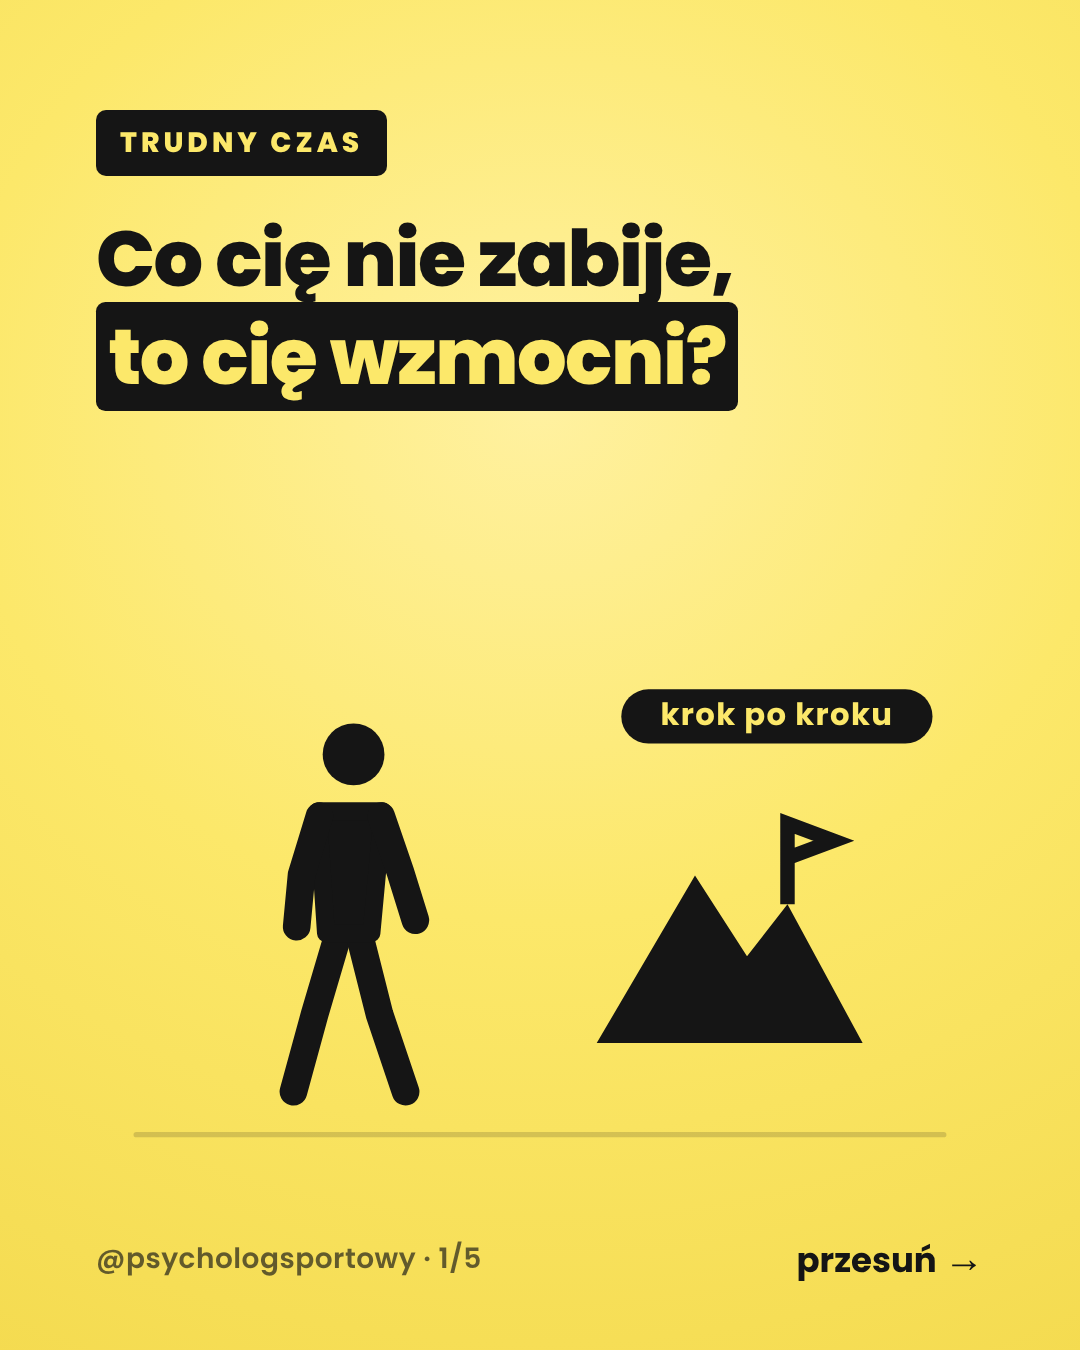 TRUDNY CZAS
Co cię nie zabije,
to cię wzmocni?
krok po kroku
@psychologsportowy · 1/5
przesuń →